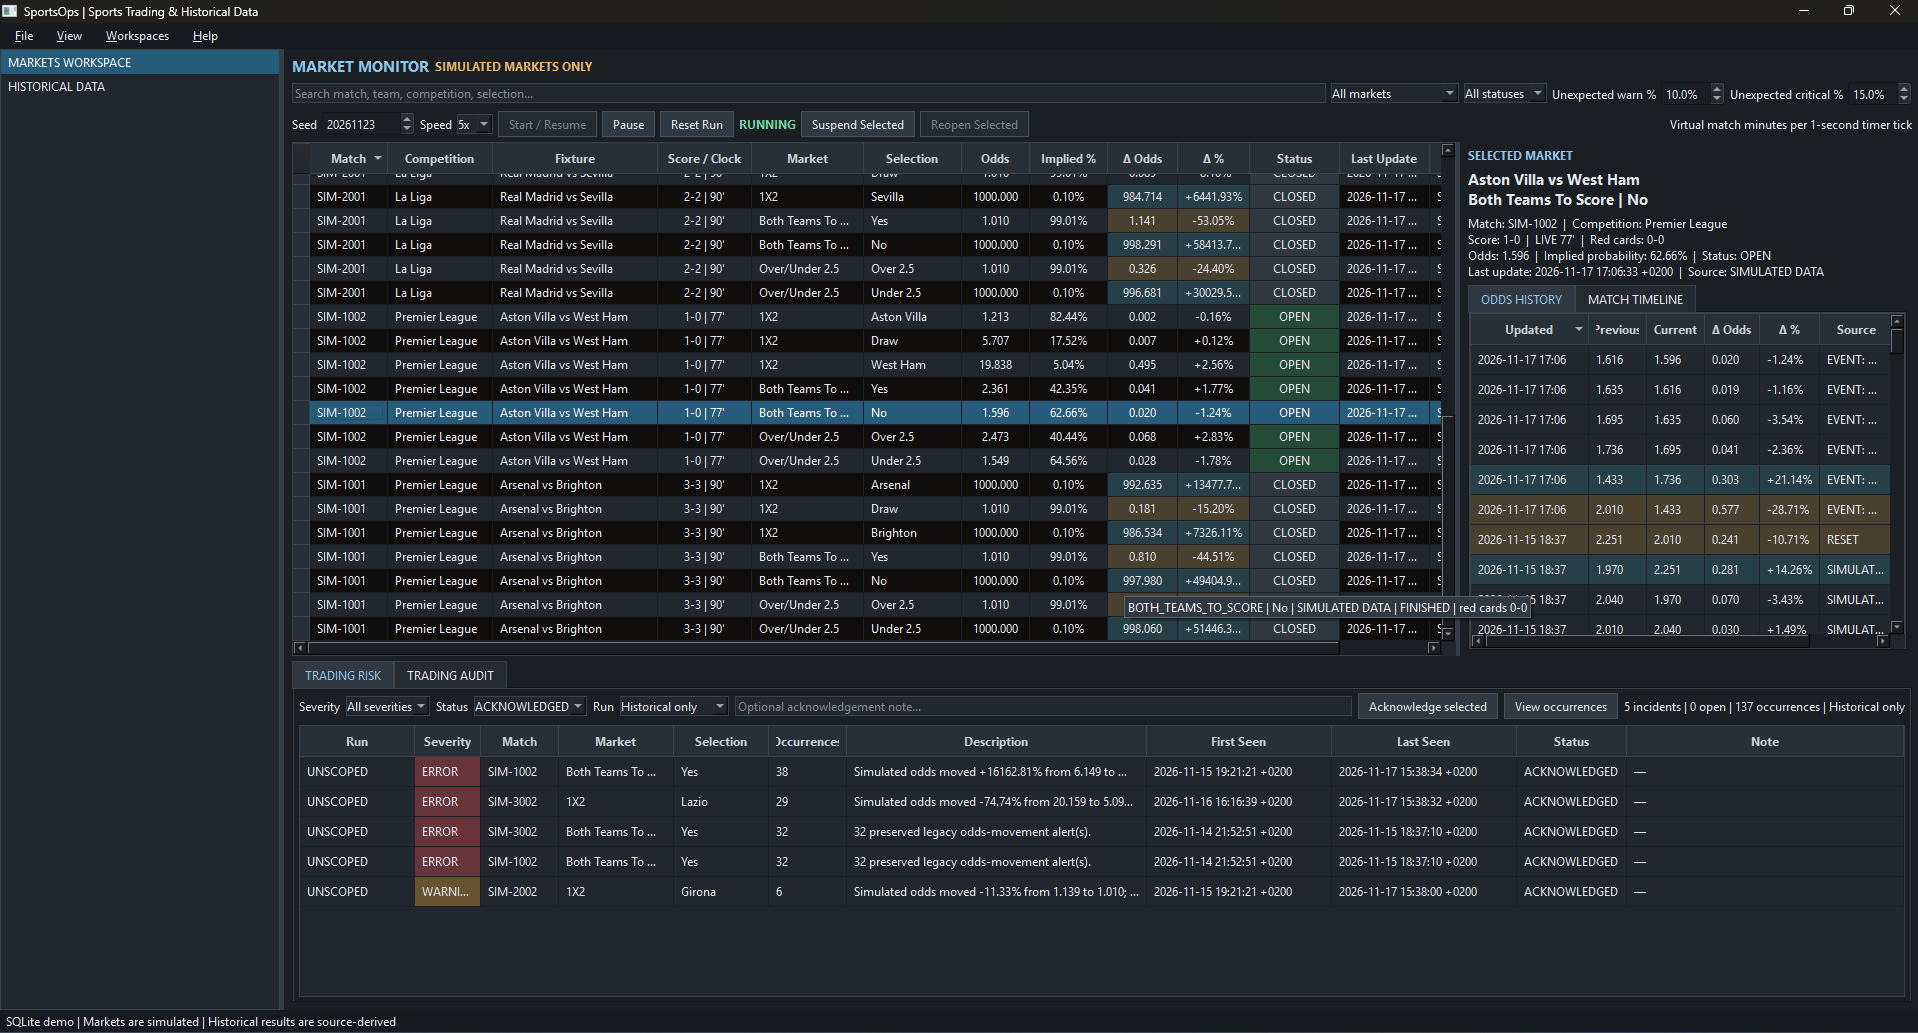 SportsOps | Sports Trading & Historical Data
File View Workspaces Help
MARKETS WORKSPACE
HISTORICAL DATA
MARKET MONITOR SIMULATED MARKETS ONLY
Search match, team, competition, selection...
All markets All statuses Unexpected warn % 10.0% Unexpected critical % 15.0%
Seed 20261123 Speed 5x Start / Resume Pause Reset Run RUNNING Suspend Selected Reopen Selected Virtual match minutes per 1-second timer tick
Match Competition Fixture Score / Clock Market Selection Odds Implied % Δ Odds Δ % Status Last Update
SIM-2001 La Liga Real Madrid vs Sevilla 2-2 | 90' 1X2 Sevilla 1000.000 0.10% 984.714 +6441.93% CLOSED 2026-11-17 ...
SIM-2001 La Liga Real Madrid vs Sevilla 2-2 | 90' Both Teams To ... Yes 1.010 99.01% 1.141 -53.05% CLOSED 2026-11-17 ...
SIM-2001 La Liga Real Madrid vs Sevilla 2-2 | 90' Both Teams To ... No 1000.000 0.10% 998.291 +58413.7... CLOSED 2026-11-17 ...
SIM-2001 La Liga Real Madrid vs Sevilla 2-2 | 90' Over/Under 2.5 Over 2.5 1.010 99.01% 0.326 -24.40% CLOSED 2026-11-17 ...
SIM-2001 La Liga Real Madrid vs Sevilla 2-2 | 90' Over/Under 2.5 Under 2.5 1000.000 0.10% 996.681 +30029.5... CLOSED 2026-11-17 ...
SIM-1002 Premier League Aston Villa vs West Ham 1-0 | 77' 1X2 Aston Villa 1.213 82.44% 0.002 -0.16% OPEN 2026-11-17 ...
SIM-1002 Premier League Aston Villa vs West Ham 1-0 | 77' 1X2 Draw 5.707 17.52% 0.007 +0.12% OPEN 2026-11-17 ...
SIM-1002 Premier League Aston Villa vs West Ham 1-0 | 77' 1X2 West Ham 19.838 5.04% 0.495 +2.56% OPEN 2026-11-17 ...
SIM-1002 Premier League Aston Villa vs West Ham 1-0 | 77' Both Teams To ... Yes 2.361 42.35% 0.041 +1.77% OPEN 2026-11-17 ...
SIM-1002 Premier League Aston Villa vs West Ham 1-0 | 77' Both Teams To ... No 1.596 62.66% 0.020 -1.24% OPEN 2026-11-17 ...
SIM-1002 Premier League Aston Villa vs West Ham 1-0 | 77' Over/Under 2.5 Over 2.5 2.473 40.44% 0.068 +2.83% OPEN 2026-11-17 ...
SIM-1002 Premier League Aston Villa vs West Ham 1-0 | 77' Over/Under 2.5 Under 2.5 1.549 64.56% 0.028 -1.78% OPEN 2026-11-17 ...
SIM-1001 Premier League Arsenal vs Brighton 3-3 | 90' 1X2 Arsenal 1000.000 0.10% 992.635 +13477.7... CLOSED 2026-11-17 ...
SIM-1001 Premier League Arsenal vs Brighton 3-3 | 90' 1X2 Draw 1.010 99.01% 0.181 -15.20% CLOSED 2026-11-17 ...
SIM-1001 Premier League Arsenal vs Brighton 3-3 | 90' 1X2 Brighton 1000.000 0.10% 986.534 +7326.11% CLOSED 2026-11-17 ...
SIM-1001 Premier League Arsenal vs Brighton 3-3 | 90' Both Teams To ... Yes 1.010 99.01% 0.810 -44.51% CLOSED 2026-11-17 ...
SIM-1001 Premier League Arsenal vs Brighton 3-3 | 90' Both Teams To ... No 1000.000 0.10% 997.980 +49404.9... CLOSED 2026-11-17 ...
SIM-1001 Premier League Arsenal vs Brighton 3-3 | 90' Over/Under 2.5 Over 2.5 1.010 99.01%
BOTH_TEAMS_TO_SCORE | No | SIMULATED DATA | FINISHED | red cards 0-0
SIM-1001 Premier League Arsenal vs Brighton 3-3 | 90' Over/Under 2.5 Under 2.5 1000.000 0.10% 998.060 +51446.3... CLOSED 2026-11-17 ...
SELECTED MARKET
Aston Villa vs West Ham
Both Teams To Score | No
Match: SIM-1002 | Competition: Premier League
Score: 1-0 | LIVE 77' | Red cards: 0-0
Odds: 1.596 | Implied probability: 62.66% | Status: OPEN
Last update: 2026-11-17 17:06:33 +0200 | Source: SIMULATED DATA
ODDS HISTORY MATCH TIMELINE
Updated Current Δ Odds Δ % Source
2026-11-17 17:06 1.616 1.596 0.020 -1.24% EVENT: ...
2026-11-17 17:06 1.635 1.616 0.019 -1.16% EVENT: ...
2026-11-17 17:06 1.695 1.635 0.060 -3.54% EVENT: ...
2026-11-17 17:06 1.736 1.695 0.041 -2.36% EVENT: ...
2026-11-17 17:06 1.433 1.736 0.303 +21.14% EVENT: ...
2026-11-17 17:06 2.010 1.433 0.577 -28.71% EVENT: ...
2026-11-15 18:37 2.251 2.010 0.241 -10.71% RESET
2026-11-15 18:37 1.970 2.251 0.281 +14.26% SIMULAT...
18:37 2.040 1.970 0.070 -3.43% SIMULAT...
2026-11-15 18:37 2.010 2.040 0.030 +1.49% SIMULAT...
TRADING RISK TRADING AUDIT
Severity All severities Status ACKNOWLEDGED Run Historical only Optional acknowledgement note... Acknowledge selected View occurrences 5 incidents | 0 open | 137 occurrences | Historical only
Run Severity Match Market Selection Occurrences Description First Seen Last Seen Status Note
UNSCOPED ERROR SIM-1002 Both Teams To ... Yes 38 Simulated odds moved +16162.81% from 6.149 to ... 2026-11-15 19:21:21 +0200 2026-11-17 15:38:34 +0200 ACKNOWLEDGED —
UNSCOPED ERROR SIM-3002 1X2 Lazio 29 Simulated odds moved -74.74% from 20.159 to 5.09... 2026-11-16 16:16:39 +0200 2026-11-17 15:38:32 +0200 ACKNOWLEDGED —
UNSCOPED ERROR SIM-3002 Both Teams To ... Yes 32 32 preserved legacy odds-movement alert(s). 2026-11-14 21:52:51 +0200 2026-11-15 18:37:10 +0200 ACKNOWLEDGED —
UNSCOPED ERROR SIM-1002 Both Teams To ... Yes 32 32 preserved legacy odds-movement alert(s). 2026-11-14 21:52:51 +0200 2026-11-15 18:37:10 +0200 ACKNOWLEDGED —
UNSCOPED WARNI... SIM-2002 1X2 Girona 6 Simulated odds moved -11.33% from 1.139 to 1.010; ... 2026-11-15 19:21:21 +0200 2026-11-17 15:38:00 +0200 ACKNOWLEDGED —
SQLite demo | Markets are simulated | Historical results are source-derived